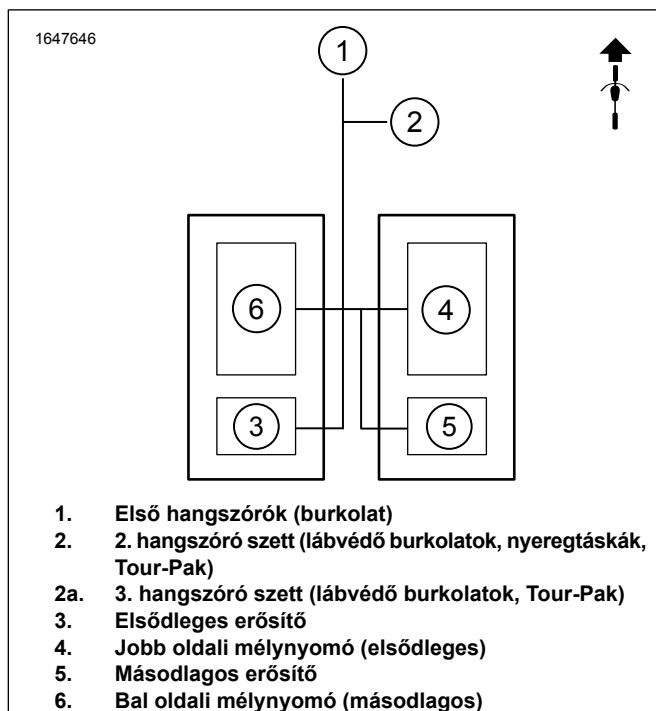 1647646
1
2
6
4
3
5
1. Első hangszórók (burkolat)
2. 2. hangszóró szett (lábvédő burkolatok, nyeregtáskák,
Tour-Pak)
2a. 3. hangszóró szett (lábvédő burkolatok, Tour-Pak)
3. Elsődleges erősítő
4. Jobb oldali mélynyomó (elsődleges)
5. Másodlagos erősítő
6. Bal oldali mélynyomó (másodlagos)